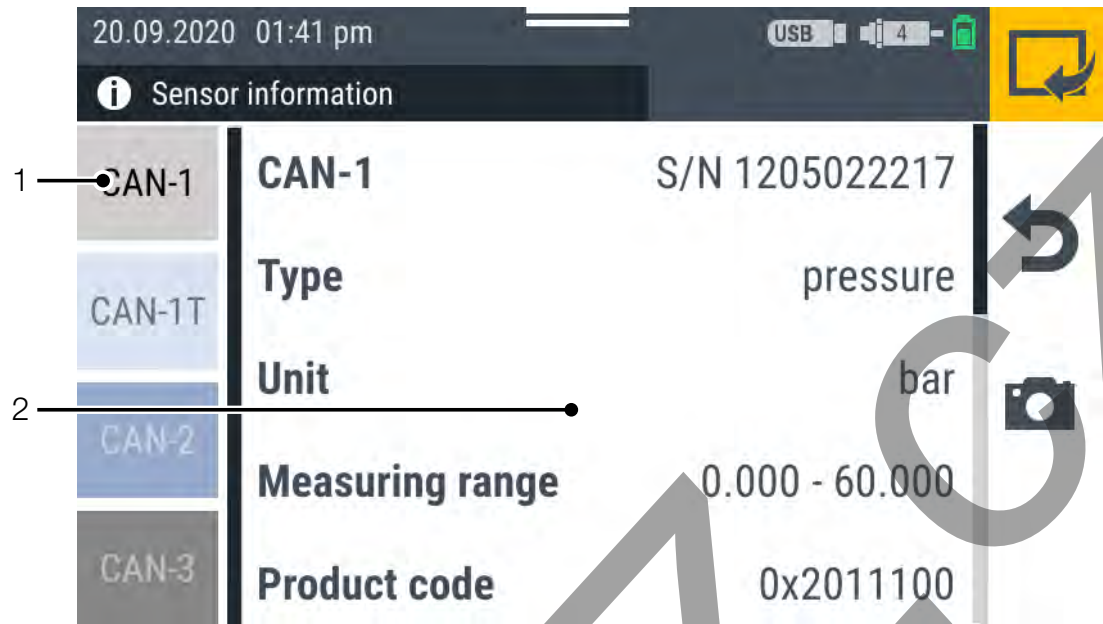 20.09.2020 01:41 pm USB 4
i Sensor information
1 CAN-1 CAN-1 S/N 1205022217
Type pressure
CAN-1T
Unit bar
2
CAN-2
Measuring range 0.000 - 60.000
CAN-3
Product code 0x2011100